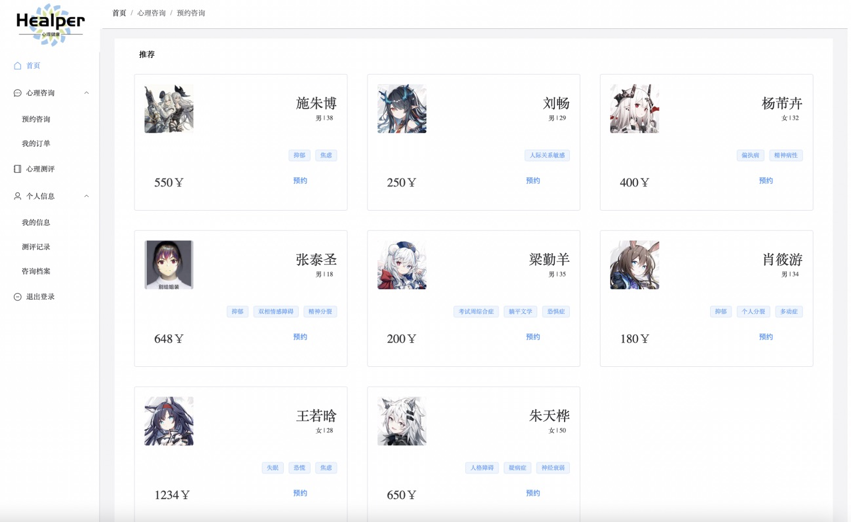 Healper
心理健康
首页 / 心理咨询 / 预约咨询
首页
心理咨询
预约咨询
我的订单
心理测评
个人信息
我的信息
测评记录
咨询档案
退出登录
推荐
施朱博
男 | 38
抑郁 焦虑
550￥ 预约
刘畅
男 | 29
人际关系敏感
250￥ 预约
杨芾卉
女 | 32
偏执病 精神病性
400￥ 预约
张泰圣
男 | 18
抑郁 双相情感障碍 精神分裂
648￥ 预约
梁勤羊
男 | 35
考试周综合症 躺平文学 恐惧症
200￥ 预约
肖筱游
男 | 34
抑郁 个人分裂 多动症
180￥ 预约
王若晗
女 | 28
失眠 恐慌 焦虑
1234￥ 预约
朱天桦
女 | 50
人格障碍 疑病症 神经衰弱
650￥ 预约